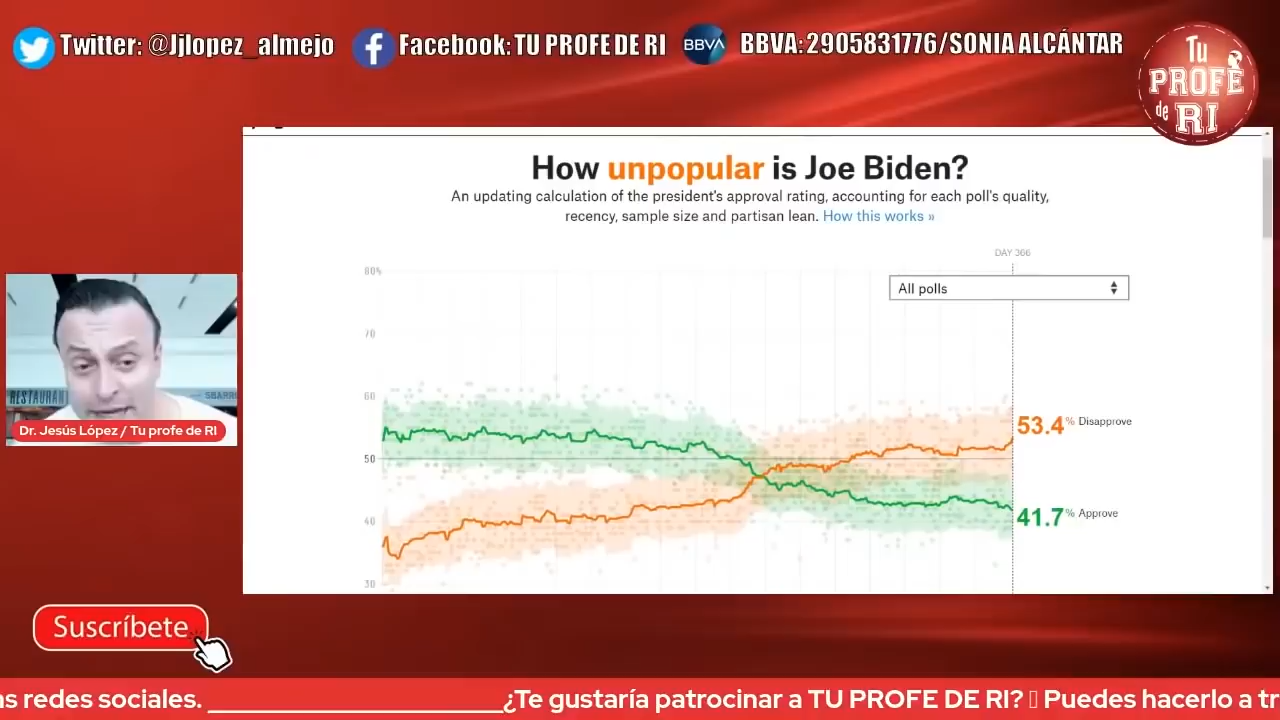 Twitter: @Jjlopez_almejo
Facebook: TU PROFE DE RI
BBVA
BBVA: 2905831776/SONIA ALCÁNTAR
Tu
PROFE
de RI
How unpopular is Joe Biden?
An updating calculation of the president's approval rating, accounting for each poll's quality,
recency, sample size and partisan lean. How this works »
DAY 366
All polls
80%
70
60
50
40
30
53.4% Disapprove
41.7% Approve
RESTAURANT
SBARRO
Dr. Jesús López / Tu profe de RI
Suscríbete
as redes sociales. ____________________¿Te gustaría patrocinar a TU PROFE DE RI? Puedes hacerlo a tr